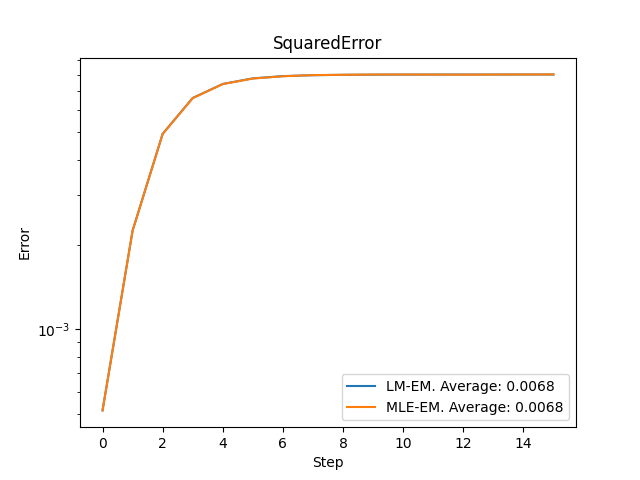 SquaredError
Error
10⁻³
LM-EM. Average: 0.0068
MLE-EM. Average: 0.0068
0 2 4 6 8 10 12 14
Step